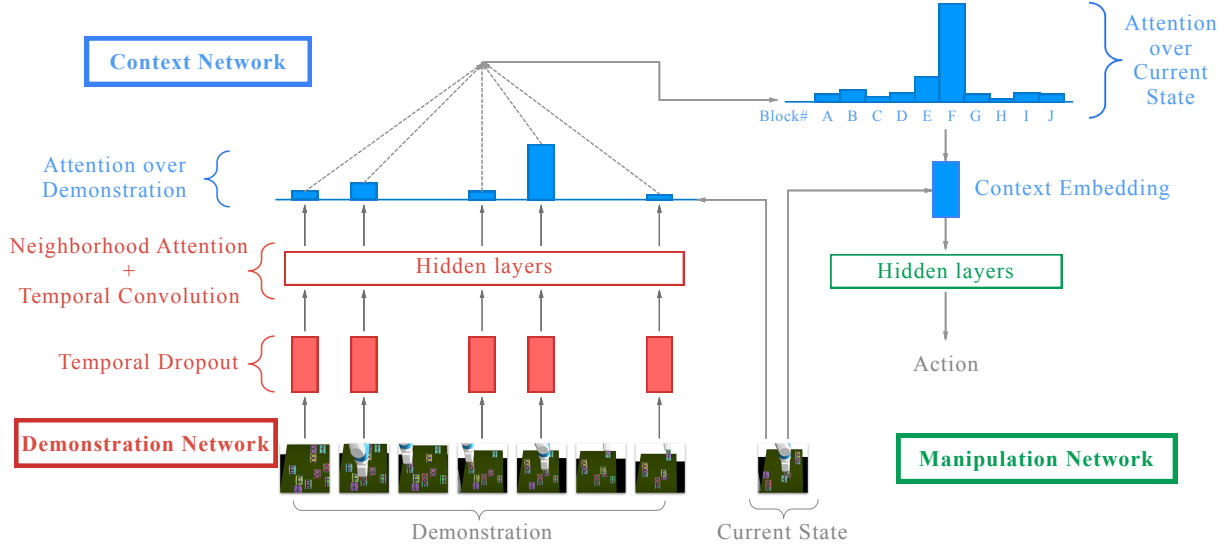 Context Network
Attention
over
Current
State
Block# A B C D E F G H I J
Attention over
Demonstration
Context Embedding
Neighborhood Attention
+
Temporal Convolution
Hidden layers
Hidden layers
Temporal Dropout
Action
Demonstration Network
Manipulation Network
Demonstration
Current State